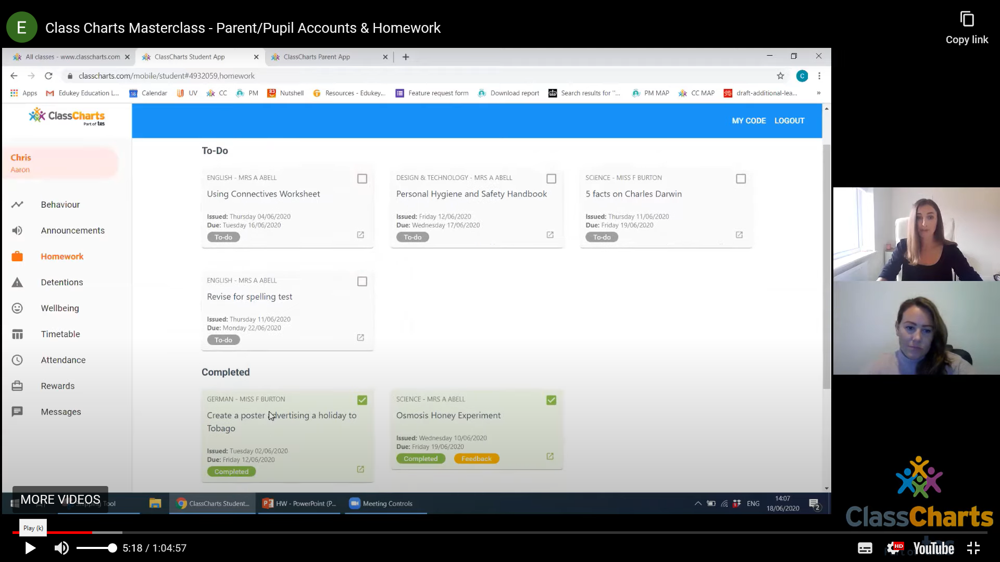 E
Class Charts Masterclass - Parent/Pupil Accounts & Homework
Copy link
All classes - www.classcharts.com
ClassCharts Student App
ClassCharts Parent App
classcharts.com/mobile/student#4932059,homework
C
Apps
Edukey Education L...
Calendar
UV
CC
PM
Nutshell
Resources - Edukey...
Feature request form
Download report
Search results for "...
PM MAP
CC MAP
draft-additional-lea...
»
ClassCharts
Part of tes
MY CODE
LOGOUT
Chris
Aaron
Behaviour
Announcements
Homework
Detentions
Wellbeing
Timetable
Attendance
Rewards
Messages
To-Do
ENGLISH - MRS A ABELL
Using Connectives Worksheet
Issued: Thursday 04/06/2020
Due: Tuesday 16/06/2020
To-do
DESIGN & TECHNOLOGY - MRS A ABELL
Personal Hygiene and Safety Handbook
Issued: Friday 12/06/2020
Due: Wednesday 17/06/2020
To-do
SCIENCE - MISS F BURTON
5 facts on Charles Darwin
Issued: Thursday 11/06/2020
Due: Friday 19/06/2020
To-do
ENGLISH - MRS A ABELL
Revise for spelling test
Issued: Thursday 11/06/2020
Due: Monday 22/06/2020
To-do
Completed
GERMAN - MISS F BURTON
Create a poster advertising a holiday to
Tobago
Issued: Tuesday 02/06/2020
Due: Friday 12/06/2020
Completed
SCIENCE - MRS A ABELL
Osmosis Honey Experiment
Issued: Wednesday 10/06/2020
Due: Friday 19/06/2020
Completed
Feedback
MORE VIDEOS
Tool
ClassCharts Student...
HW - PowerPoint (P...
Meeting Controls
ENG
14:07
18/06/2020
2
ClassCharts
Play (k)
5:18 / 1:04:57
HD
YouTube